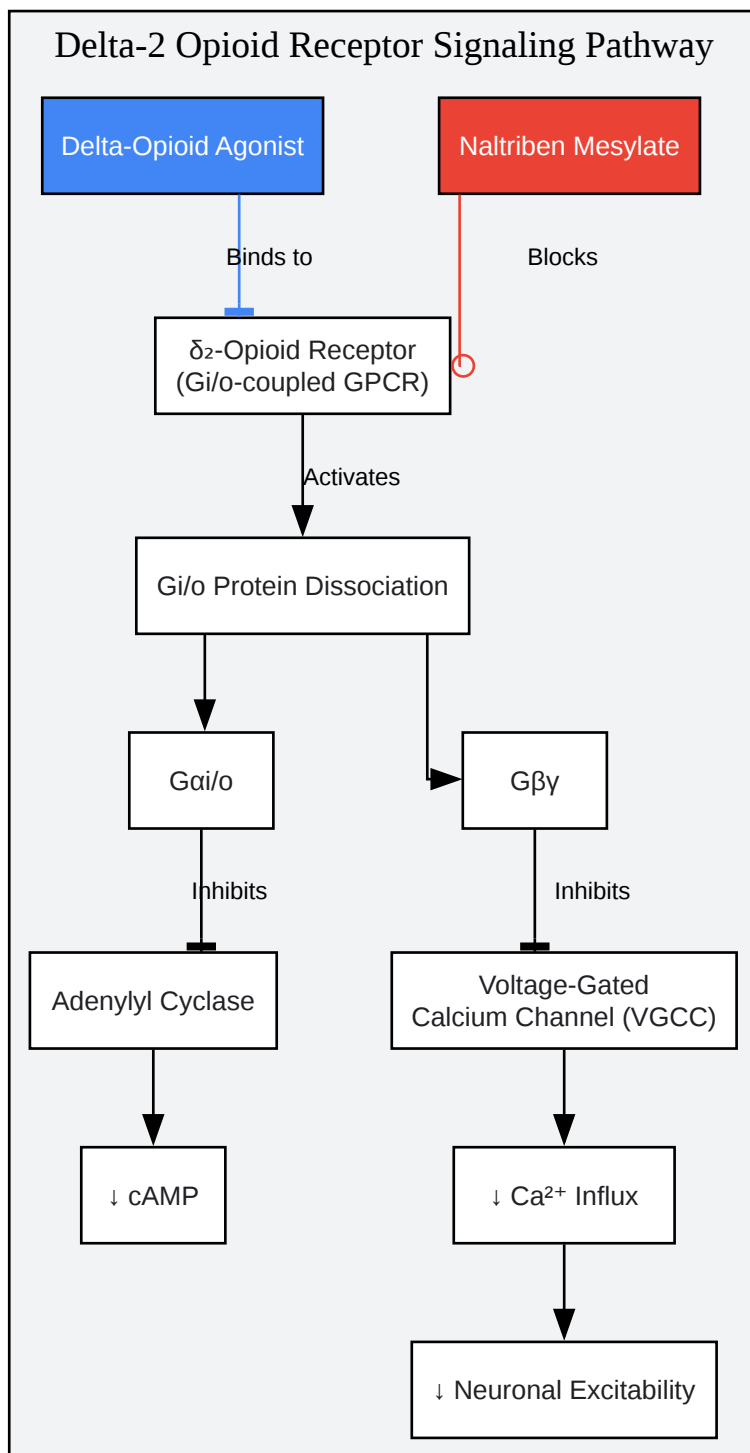 Delta-2 Opioid Receptor Signaling Pathway
Delta-Opioid Agonist
Naltriben Mesylate
Binds to
Blocks
δ₂-Opioid Receptor
(Gi/o-coupled GPCR)
Activates
Gi/o Protein Dissociation
Gαi/o
Gβγ
Inhibits
Inhibits
Adenylyl Cyclase
Voltage-Gated
Calcium Channel (VGCC)
↓ cAMP
↓ Ca²⁺ Influx
↓ Neuronal Excitability